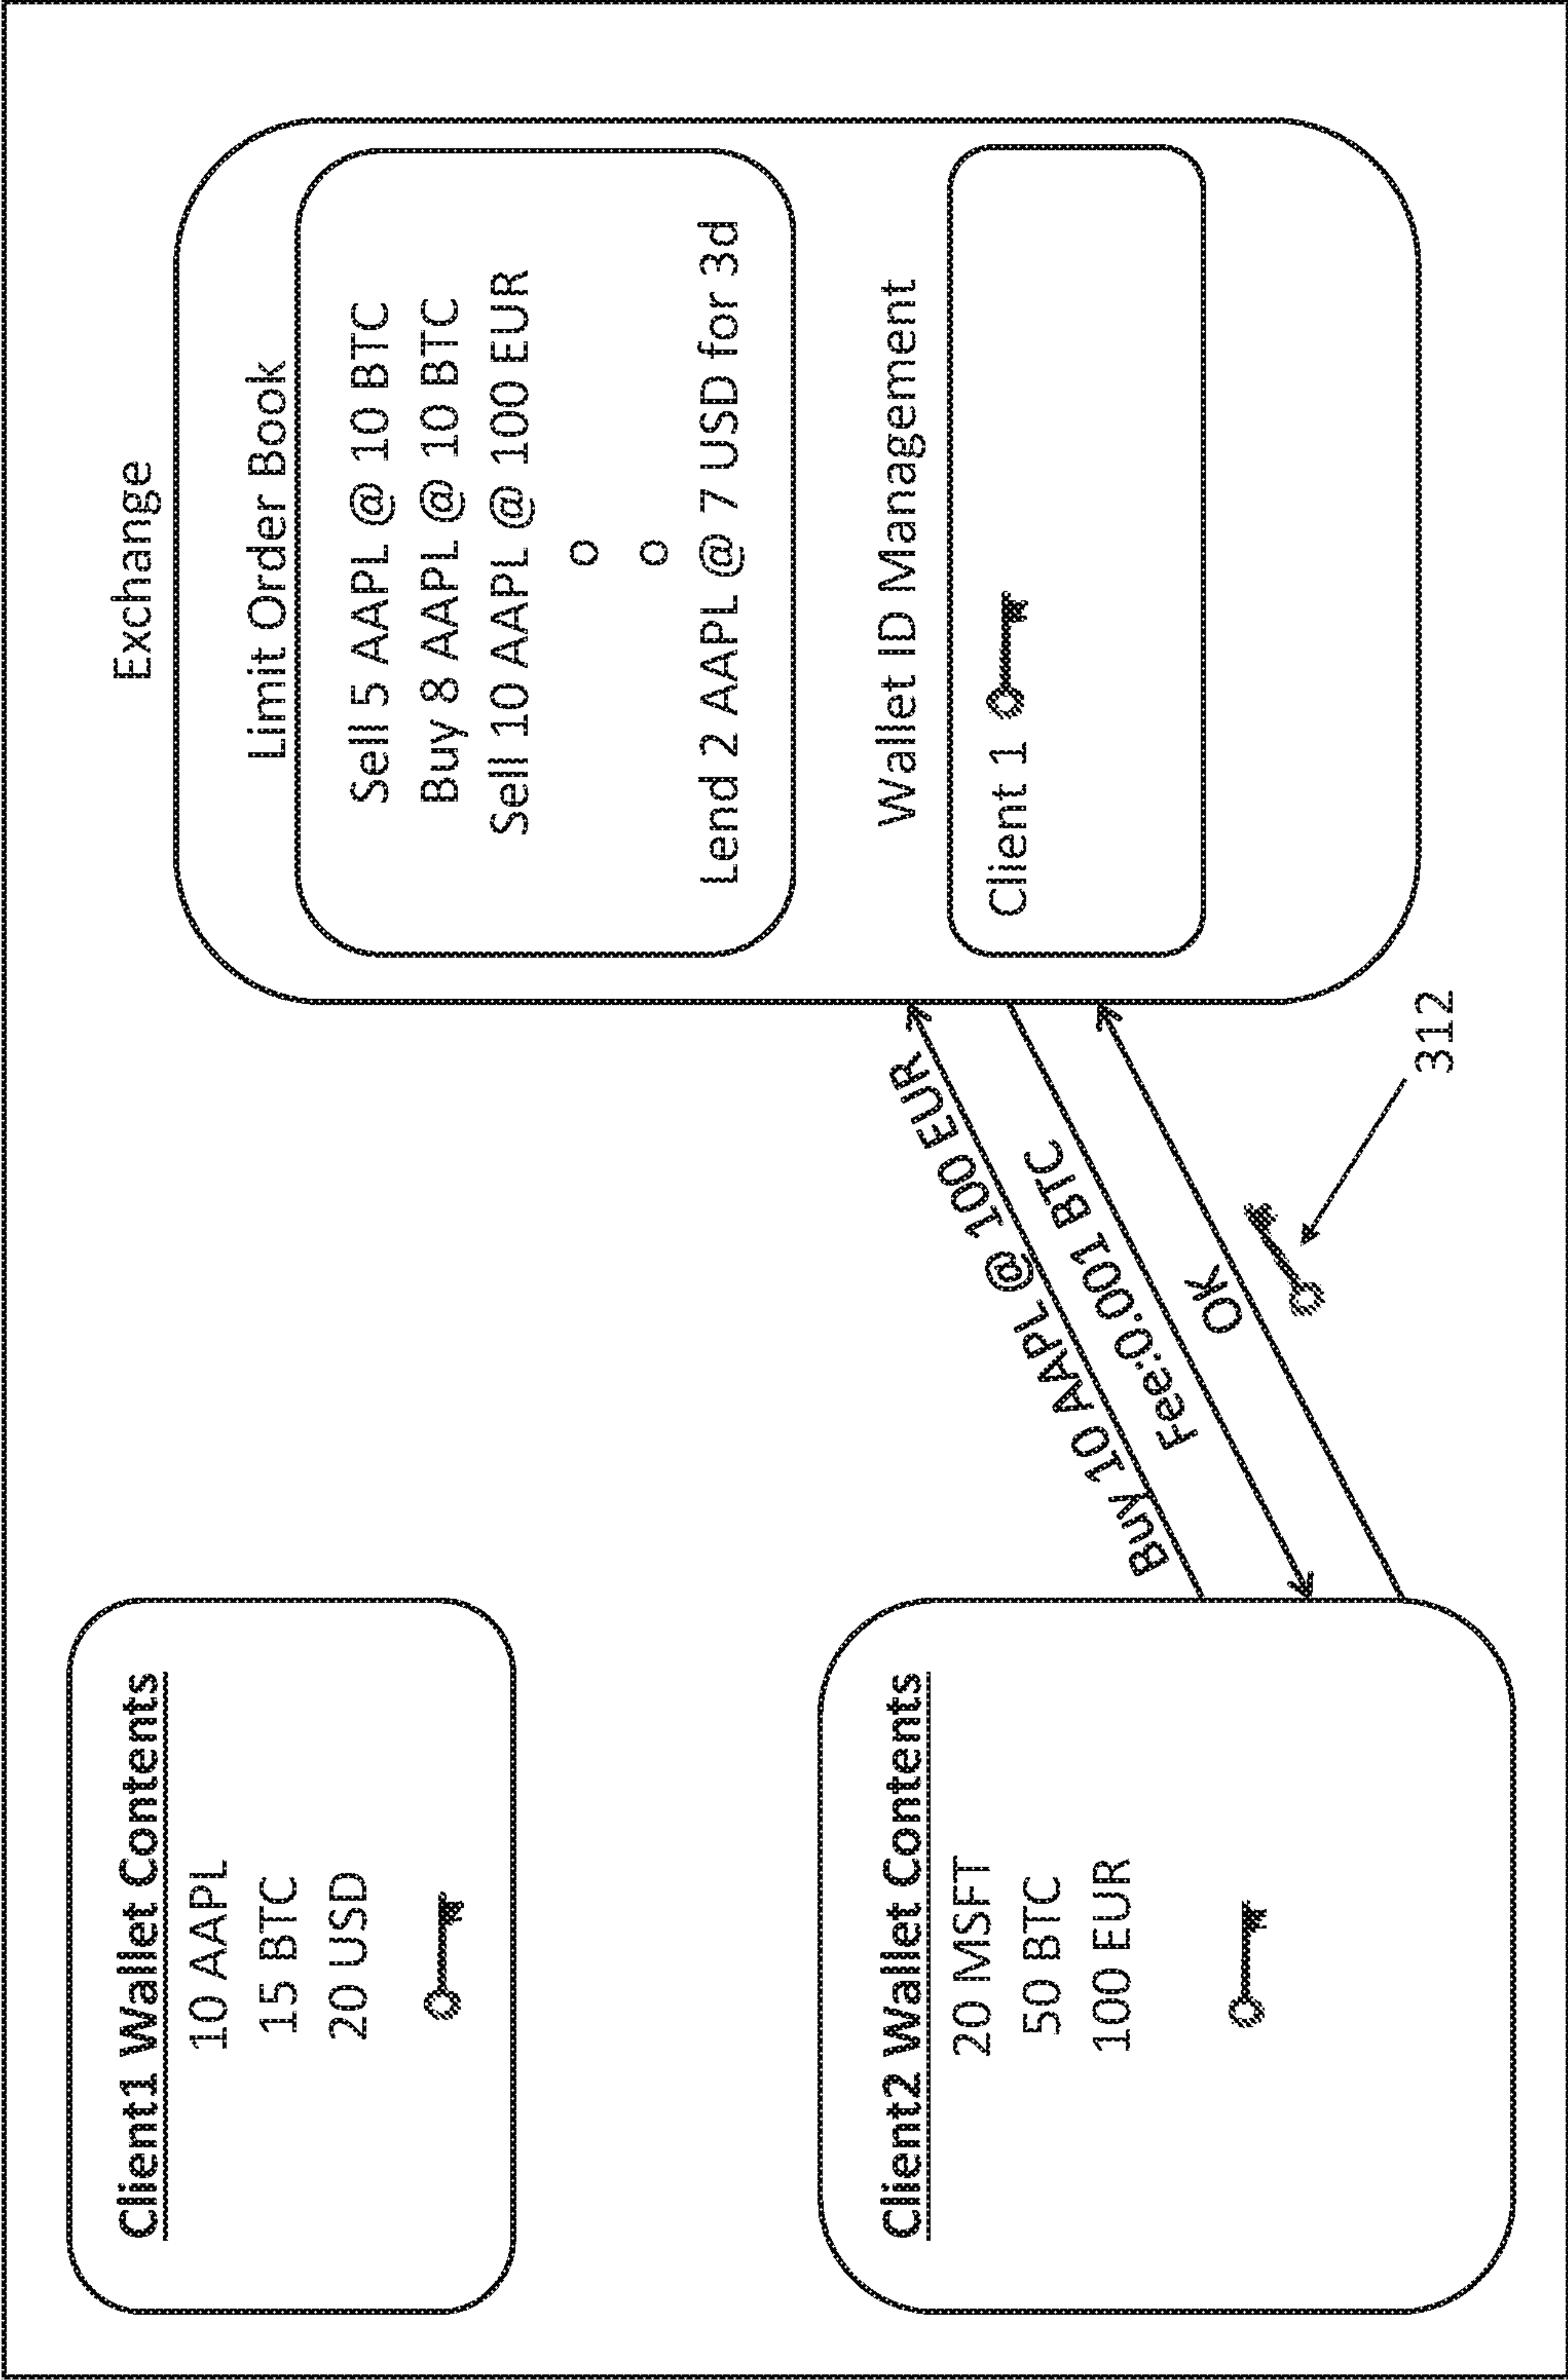 Exchange
Limit Order Book
Sell 5 AAPL @ 10 BTC
Buy 8 AAPL @ 10 BTC
Sell 10 AAPL @ 100 EUR
Lend 2 AAPL @ 7 USD for 3d
Wallet ID Management
Client 1
Client1 Wallet Contents
10 AAPL
15 BTC
20 USD
Client2 Wallet Contents
20 MSFT
50 BTC
100 EUR
Buy 10 AAPL @ 100 EUR
Fee:0.001 BTC
OK
312